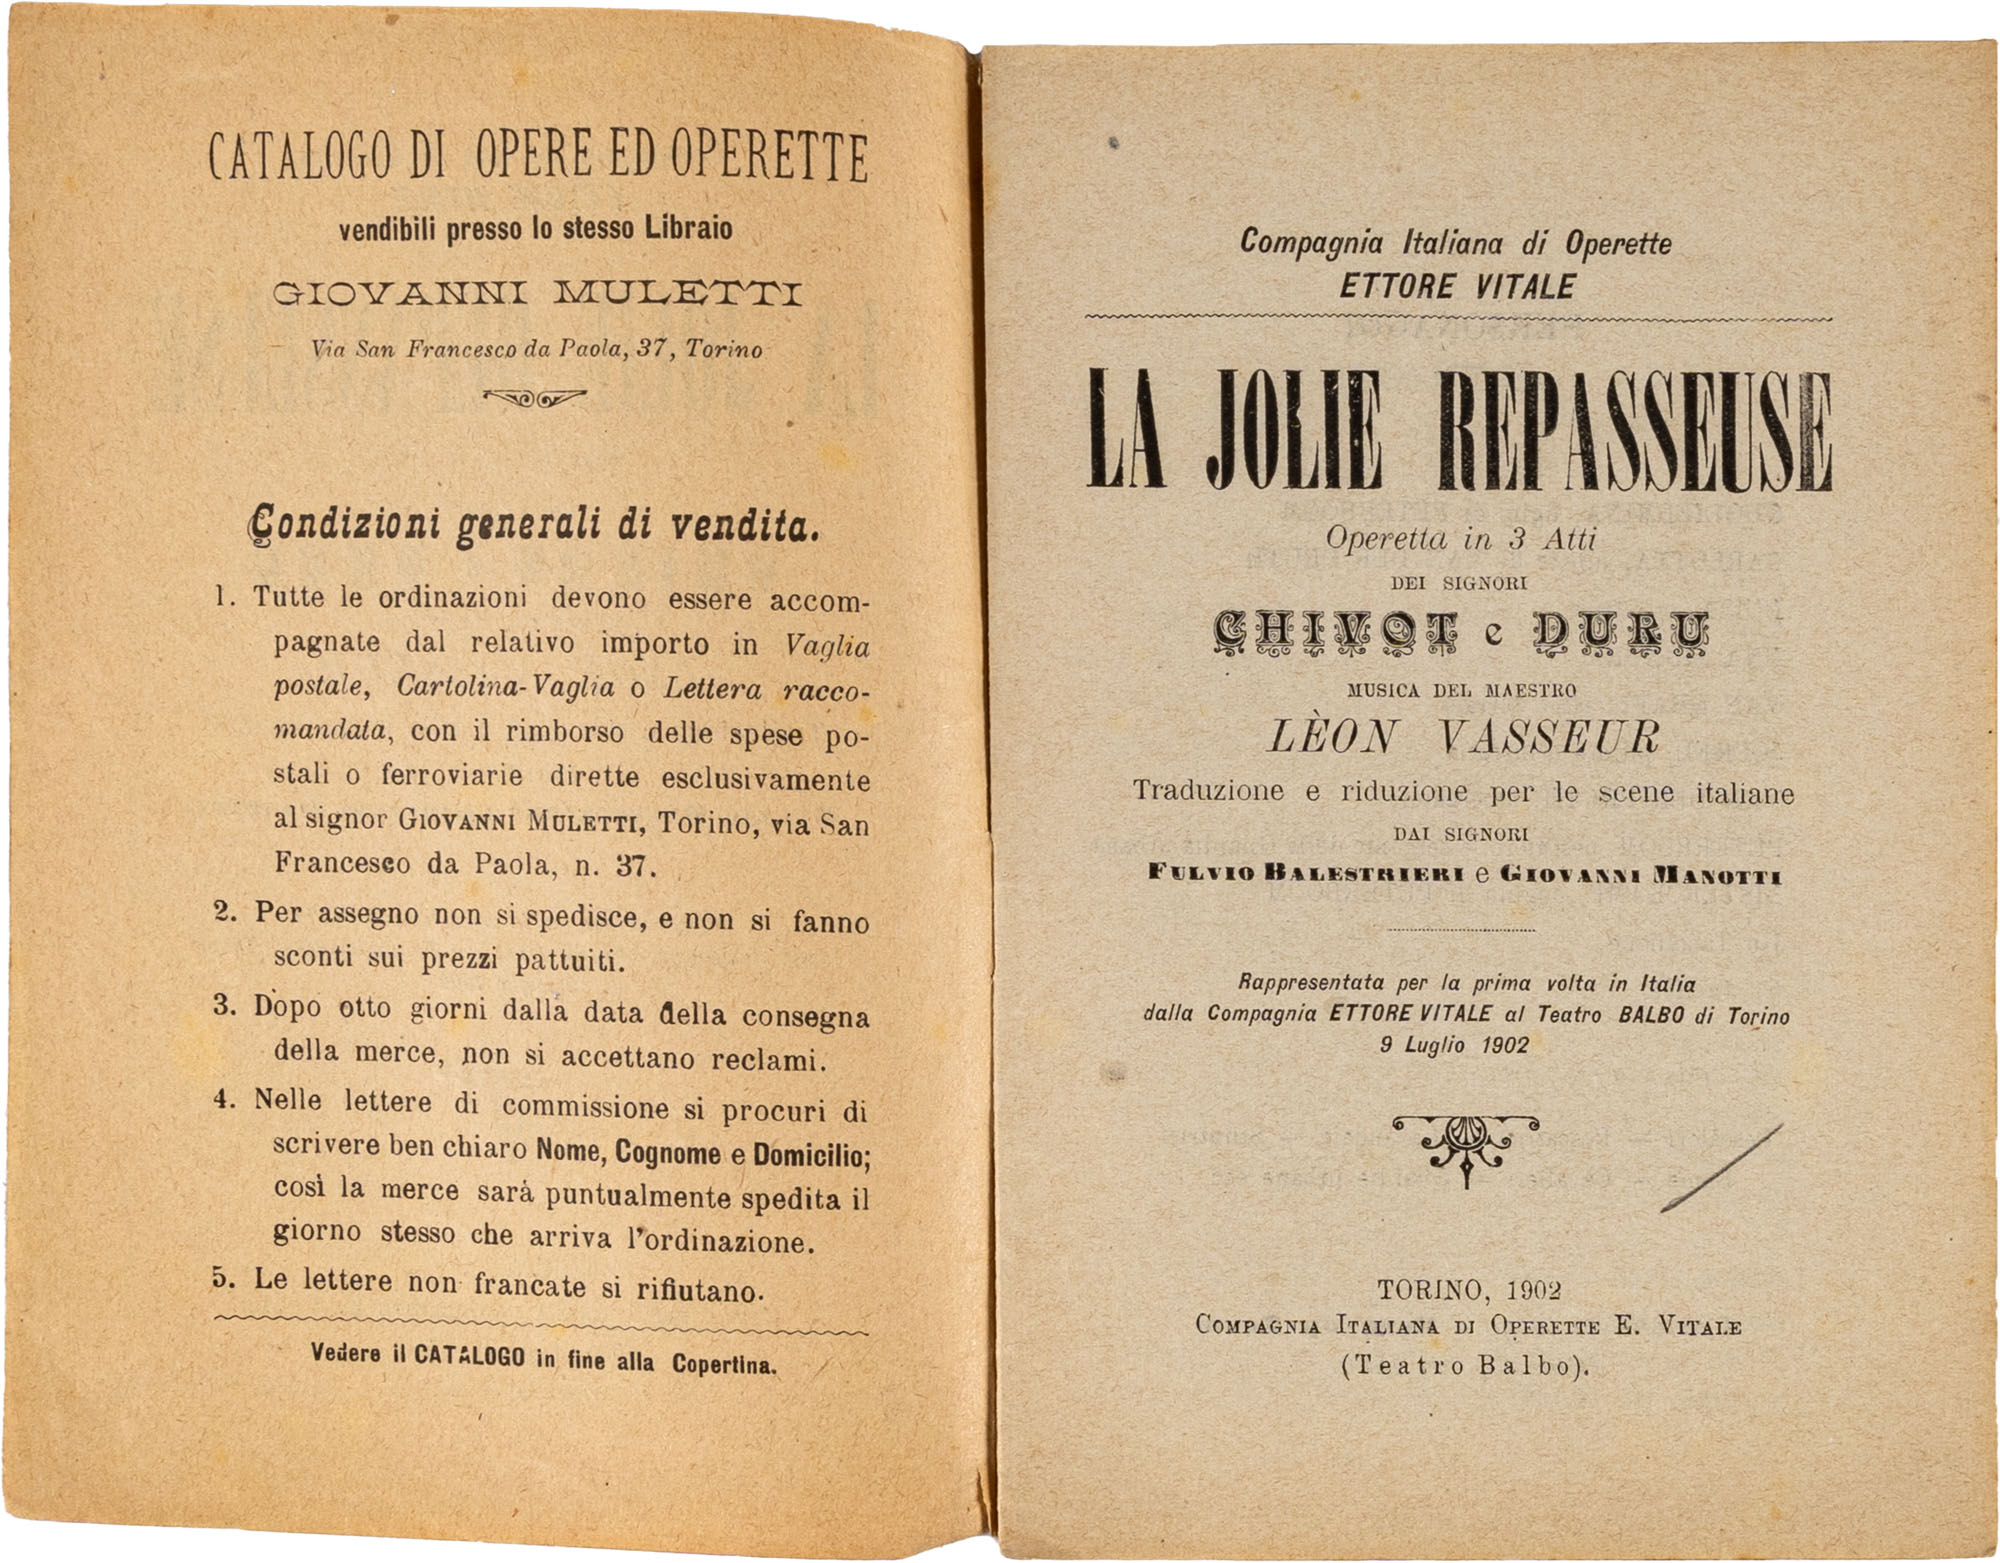 CATALOGO DI OPERE ED OPERETTE
vendibili presso lo stesso Libraio
GIOVANNI MULETTI
Via San Francesco da Paola, 37, Torino
Condizioni generali di vendita.
1. Tutte le ordinazioni devono essere accom-
pagnate dal relativo importo in Vaglia
postale, Cartolina-Vaglia o Lettera racco-
mandata, con il rimborso delle spese po-
stali o ferroviarie dirette esclusivamente
al signor GIOVANNI MULETTI, Torino, via San
Francesco da Paola, n. 37.
2. Per assegno non si spedisce, e non si fanno
sconti sui prezzi pattuiti.
3. Dopo otto giorni dalla data della consegna
della merce, non si accettano reclami.
4. Nelle lettere di commissione si procuri di
scrivere ben chiaro Nome, Cognome e Domicilio;
così la merce sarà puntualmente spedita il
giorno stesso che arriva l'ordinazione.
5. Le lettere non francate si rifiutano.
Vedere il CATALOGO in fine alla Copertina.
Compagnia Italiana di Operette
ETTORE VITALE
LA JOLIE REPASSEUSE
Operetta in 3 Atti
DEI SIGNORI
CHIVOT e DURU
MUSICA DEL MAESTRO
LÈON VASSEUR
Traduzione e riduzione per le scene italiane
DAI SIGNORI
FULVIO BALESTRIERI e GIOVANNI MANOTTI
Rappresentata per la prima volta in Italia
dalla Compagnia ETTORE VITALE al Teatro BALBO di Torino
9 Luglio 1902
TORINO, 1902
COMPAGNIA ITALIANA DI OPERETTE E. VITALE
(Teatro Balbo).